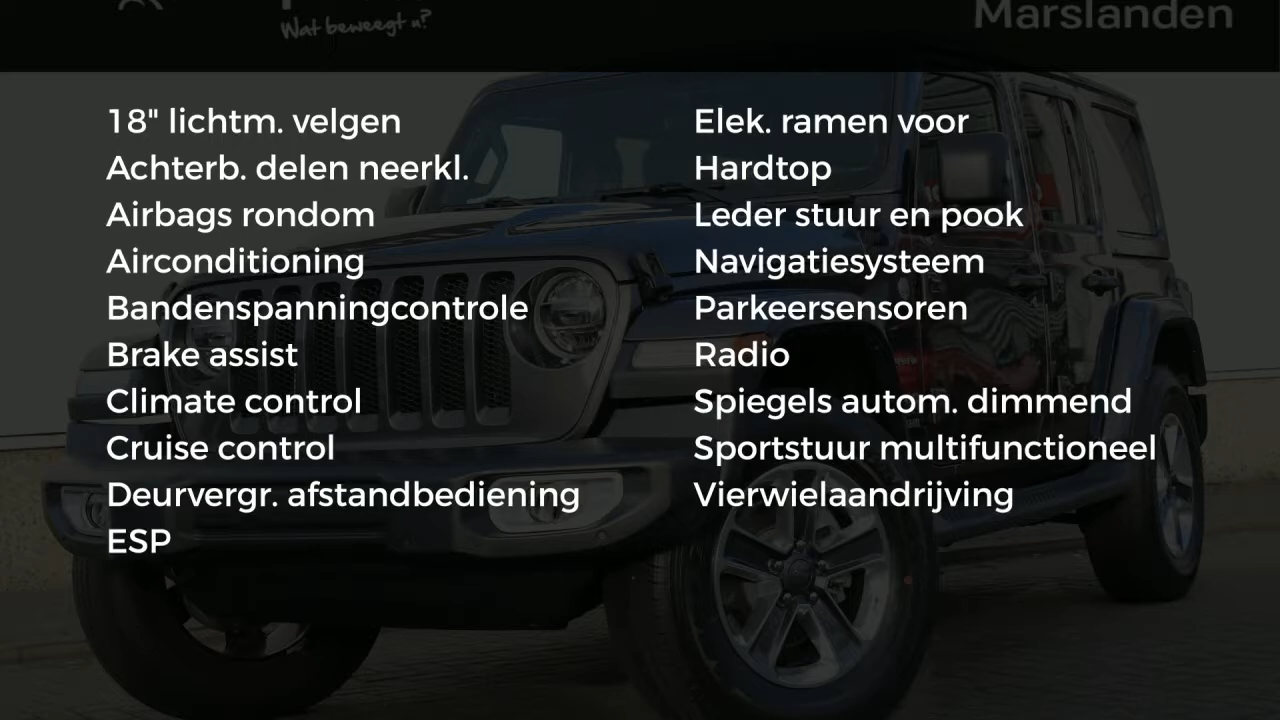 Wat beweegt u?
Marslanden
18" lichtm. velgen
Achterb. delen neerkl.
Airbags rondom
Airconditioning
Bandenspanningcontrole
Brake assist
Climate control
Cruise control
Deurvergr. afstandbediening
ESP
Elek. ramen voor
Hardtop
Leder stuur en pook
Navigatiesysteem
Parkeersensoren
Radio
Spiegels autom. dimmend
Sportstuur multifunctioneel
Vierwielaandrijving